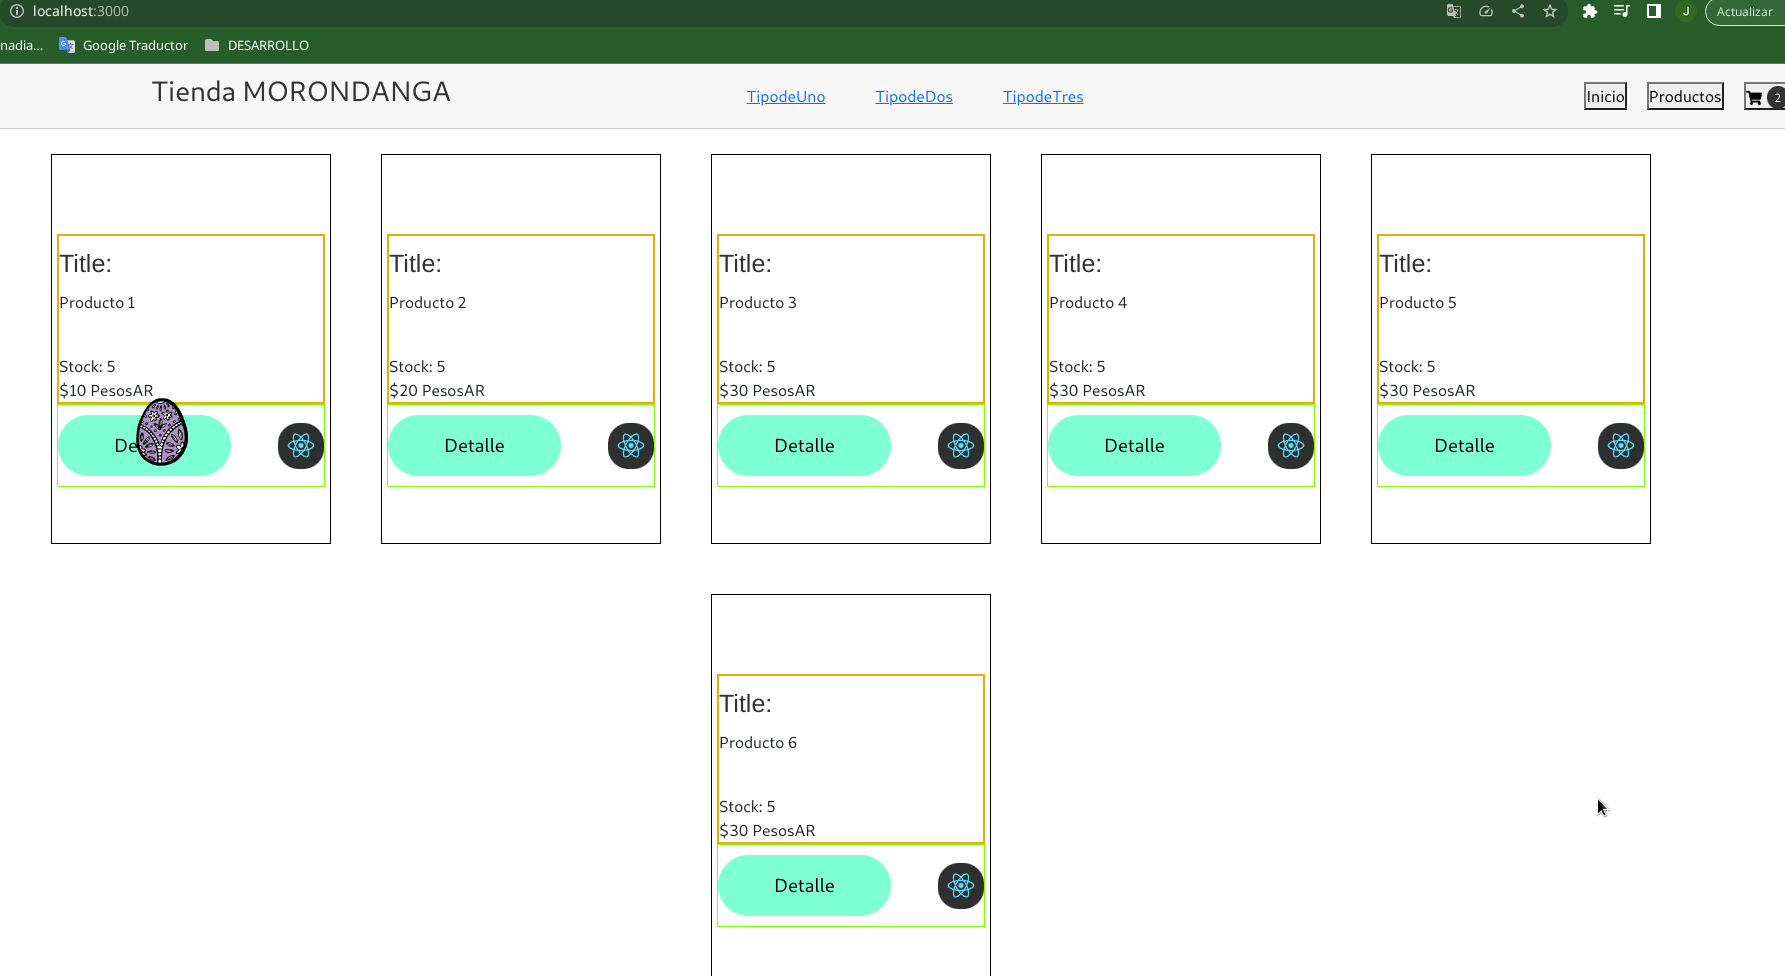 localhost:3000
Actualizar
nadia... Google Traductor DESARROLLO
Tienda MORONDANGA
TipodeUno TipodeDos TipodeTres
Inicio Productos 2
Title:
Producto 1
Stock: 5
$10 PesosAR
De
Title:
Producto 2
Stock: 5
$20 PesosAR
Detalle
Title:
Producto 3
Stock: 5
$30 PesosAR
Detalle
Title:
Producto 4
Stock: 5
$30 PesosAR
Detalle
Title:
Producto 5
Stock: 5
$30 PesosAR
Detalle
Title:
Producto 6
Stock: 5
$30 PesosAR
Detalle